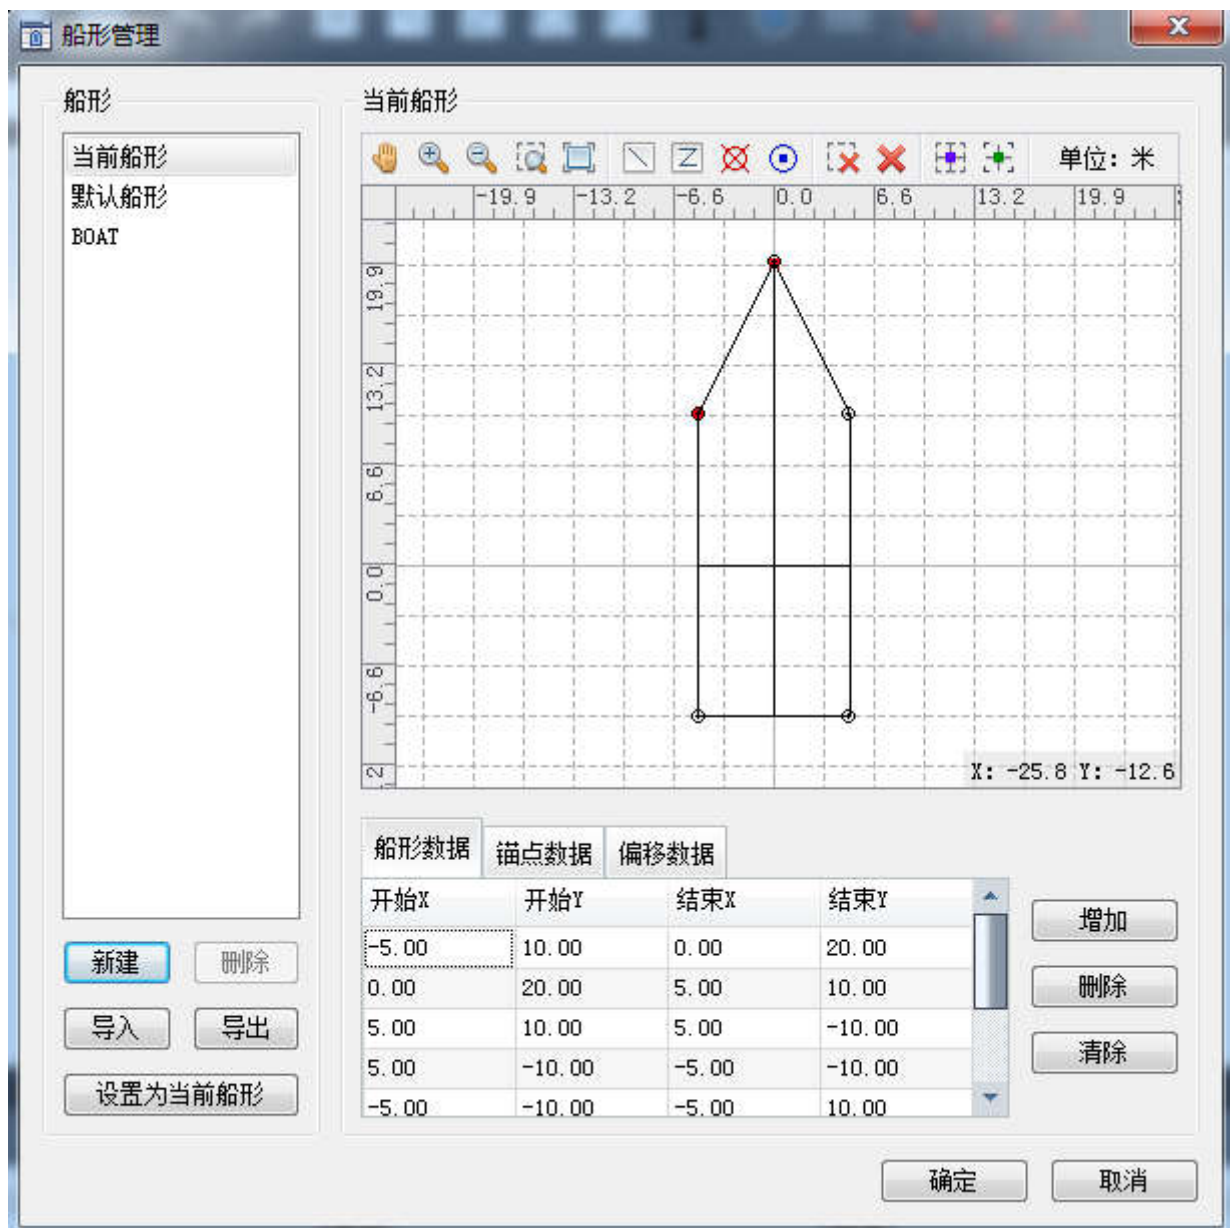 船形管理
船形
当前船形
默认船形
BOAT
新建 删除
导入 导出
设置为当前船形
当前船形
单位: 米
-19.9 -13.2 -6.6 0.0 6.6 13.2 19.9
19.9
13.2
6.6
0.0
-6.6
2
X: -25.8 Y: -12.6
船形数据 锚点数据 偏移数据
开始X 开始Y 结束X 结束Y
-5.00 10.00 0.00 20.00
0.00 20.00 5.00 10.00
5.00 10.00 5.00 -10.00
5.00 -10.00 -5.00 -10.00
-5.00 -10.00 -5.00 10.00
增加
删除
清除
确定 取消